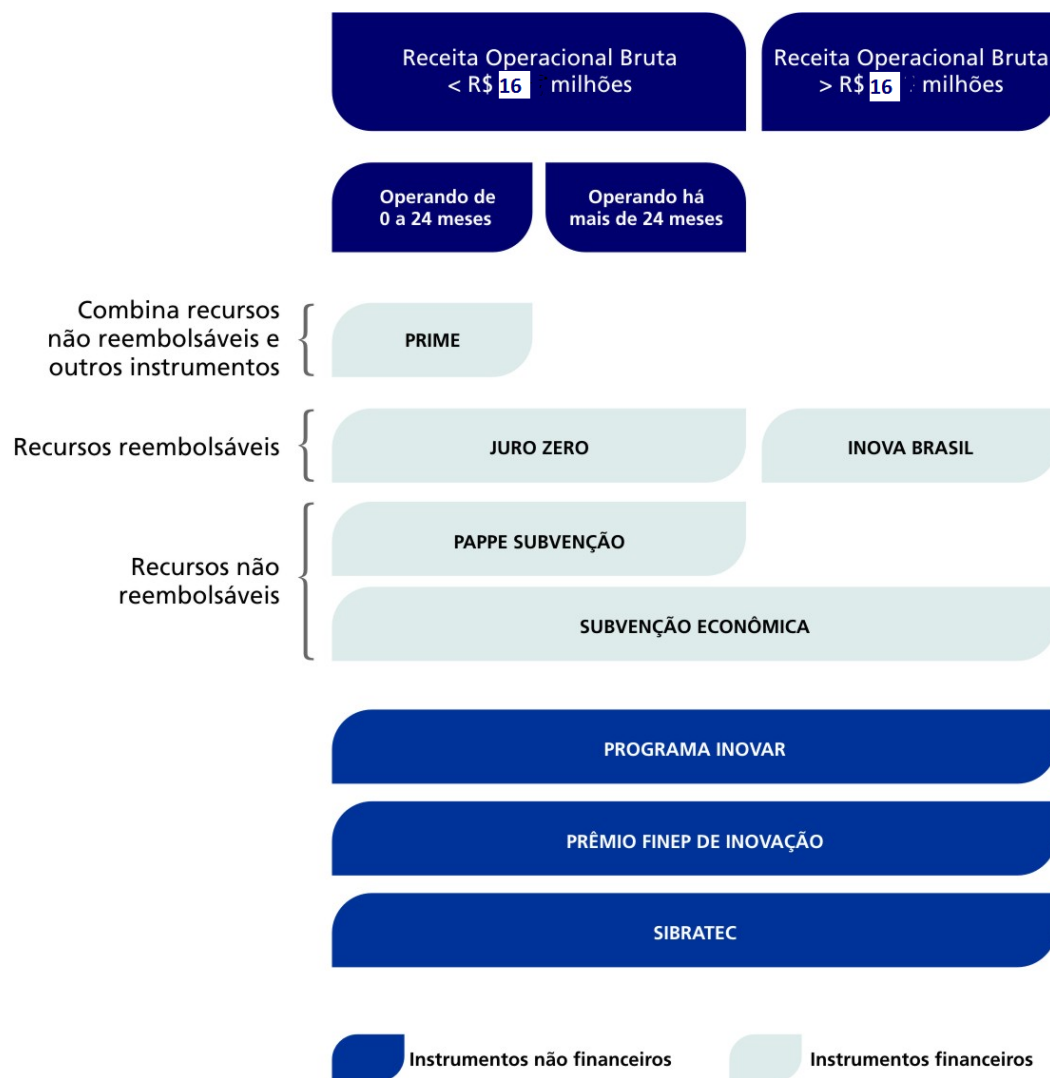 Receita Operacional Bruta
< R$ 16 milhões
Receita Operacional Bruta
> R$ 16 milhões
Operando de
0 a 24 meses
Operando há
mais de 24 meses
Combina recursos
não reembolsáveis e
outros instrumentos
PRIME
Recursos reembolsáveis
JURO ZERO
INOVA BRASIL
Recursos não
reembolsáveis
PAPPE SUBVENÇÃO
SUBVENÇÃO ECONÔMICA
PROGRAMA INOVAR
PRÊMIO FINEP DE INOVAÇÃO
SIBRATEC
Instrumentos não financeiros
Instrumentos financeiros